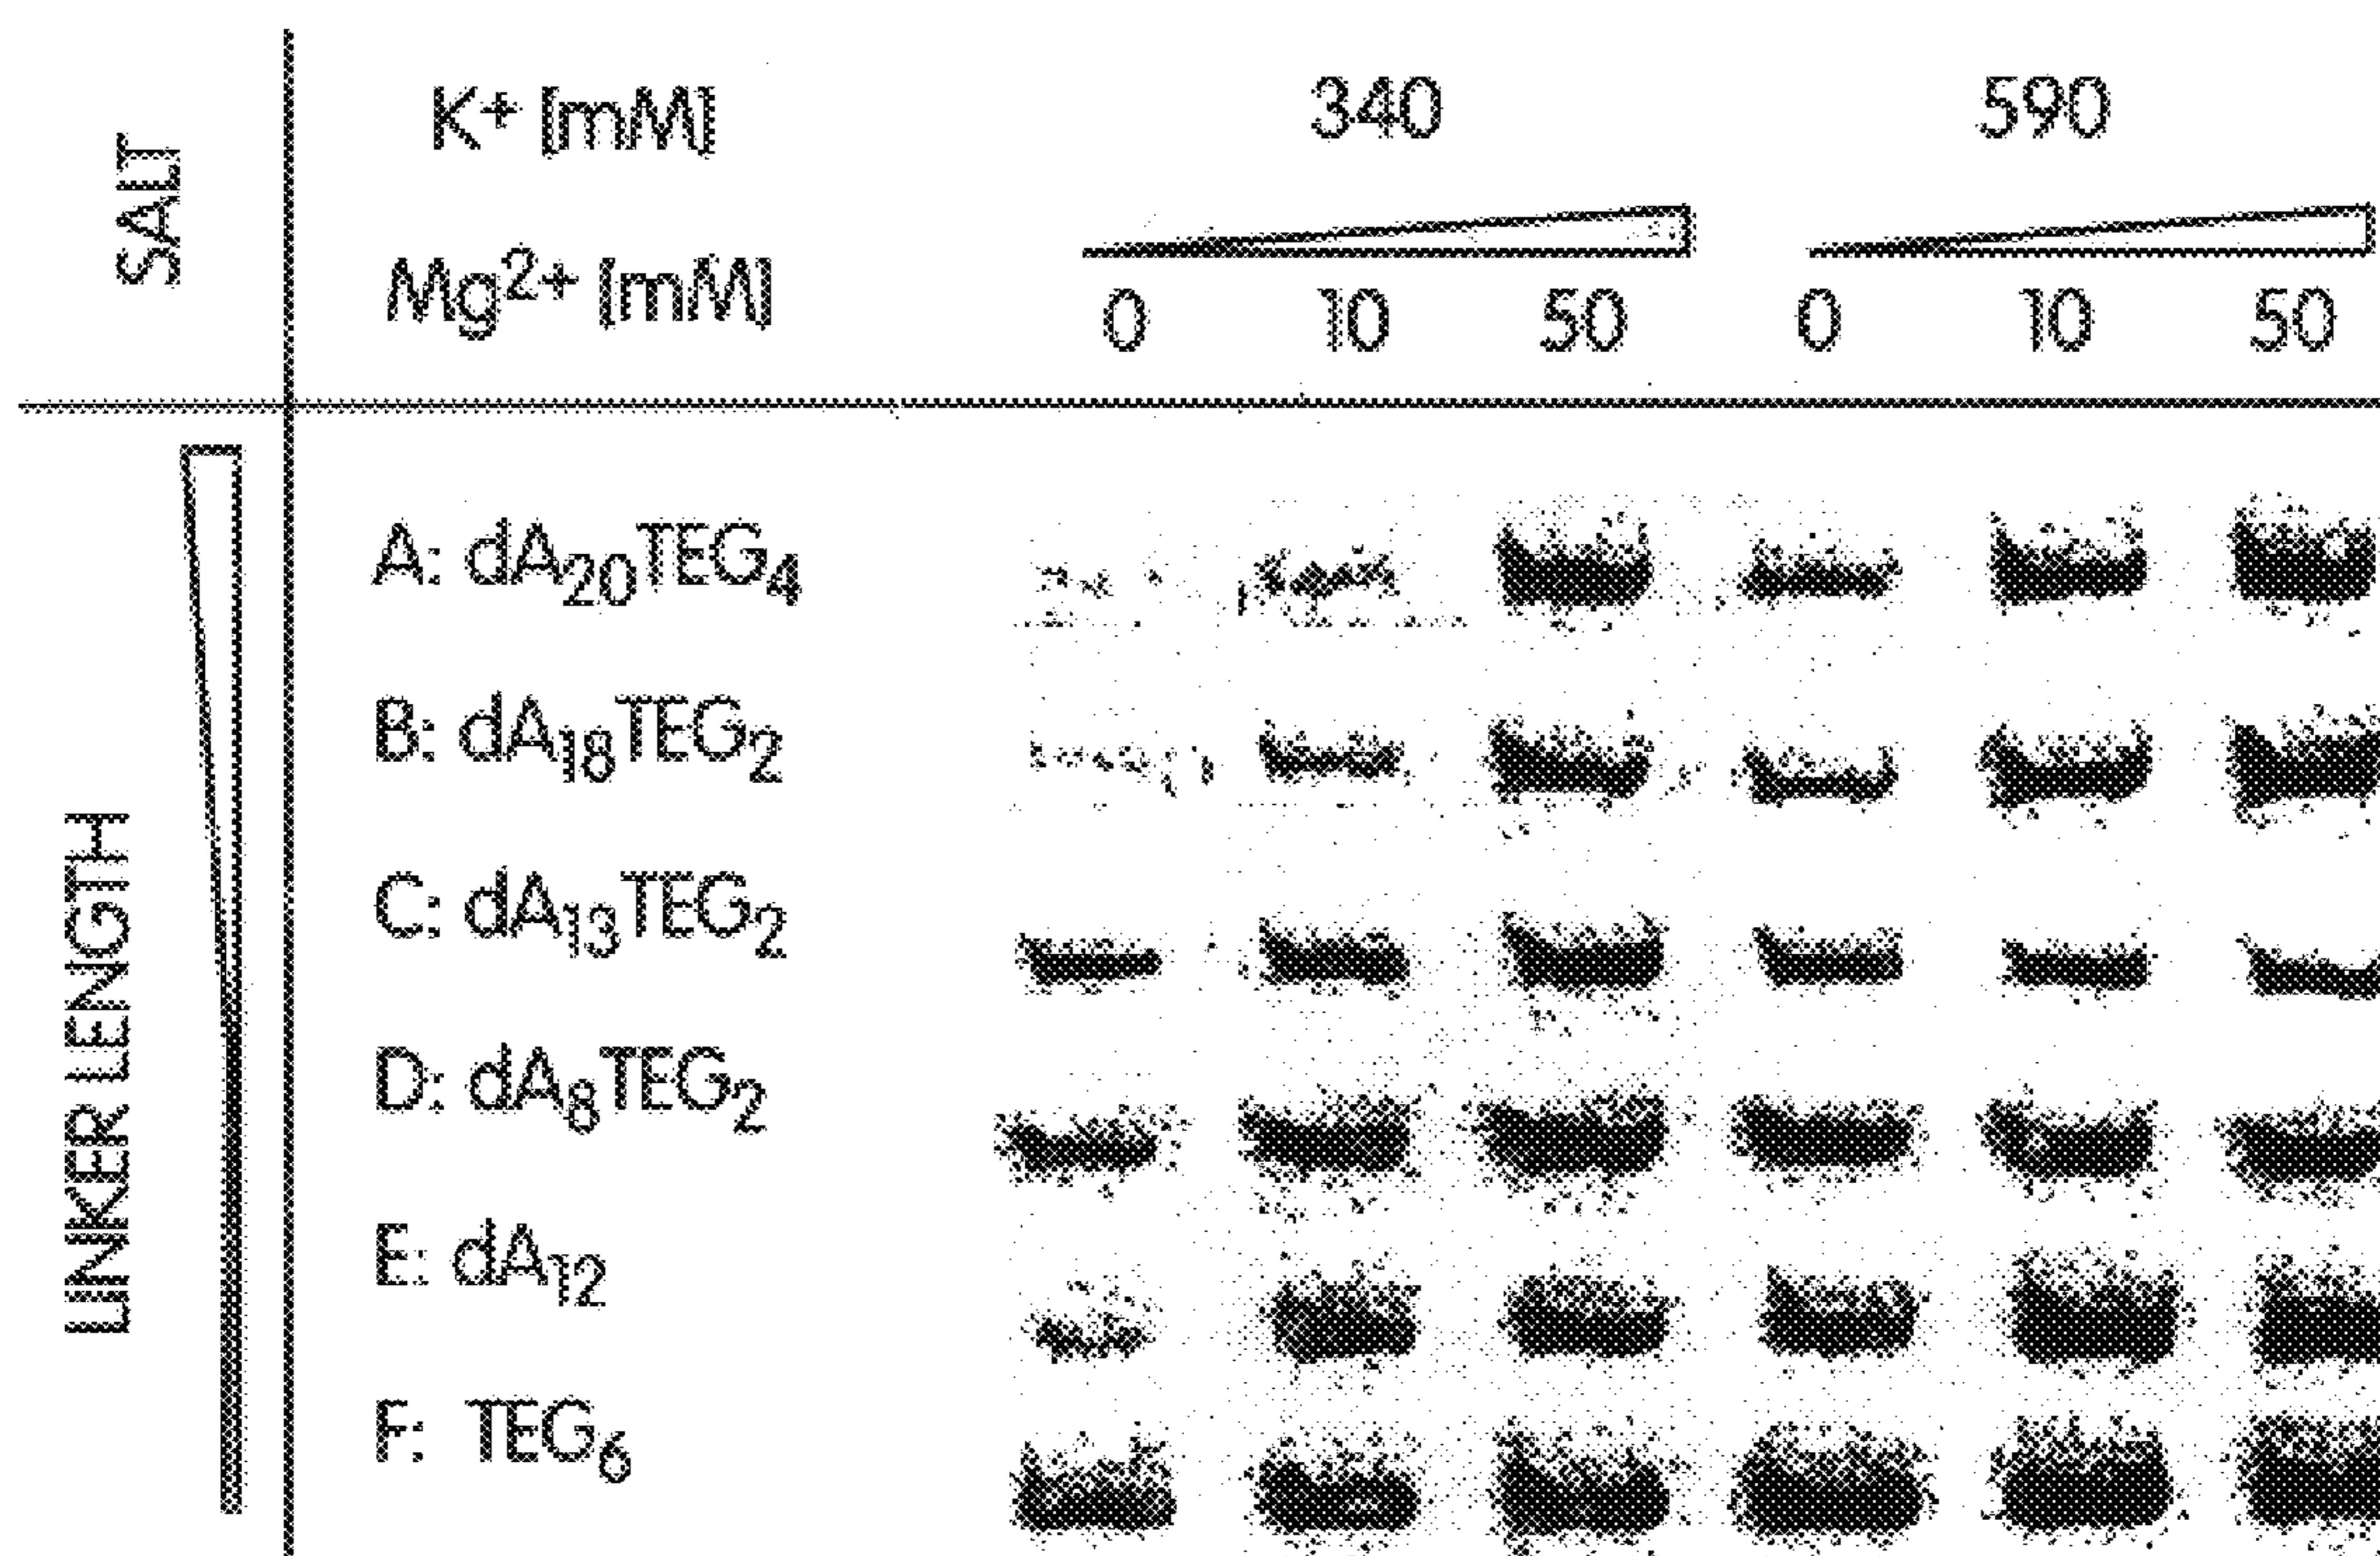 SALT
K+ [mM] 340 590
Mg2+ [mM] 0 10 50 0 10 50
LINKER LENGTH
A: dA20TEG4
B: dA18TEG2
C: dA13TEG2
D: dA8TEG2
E: dA12
F: TEG6